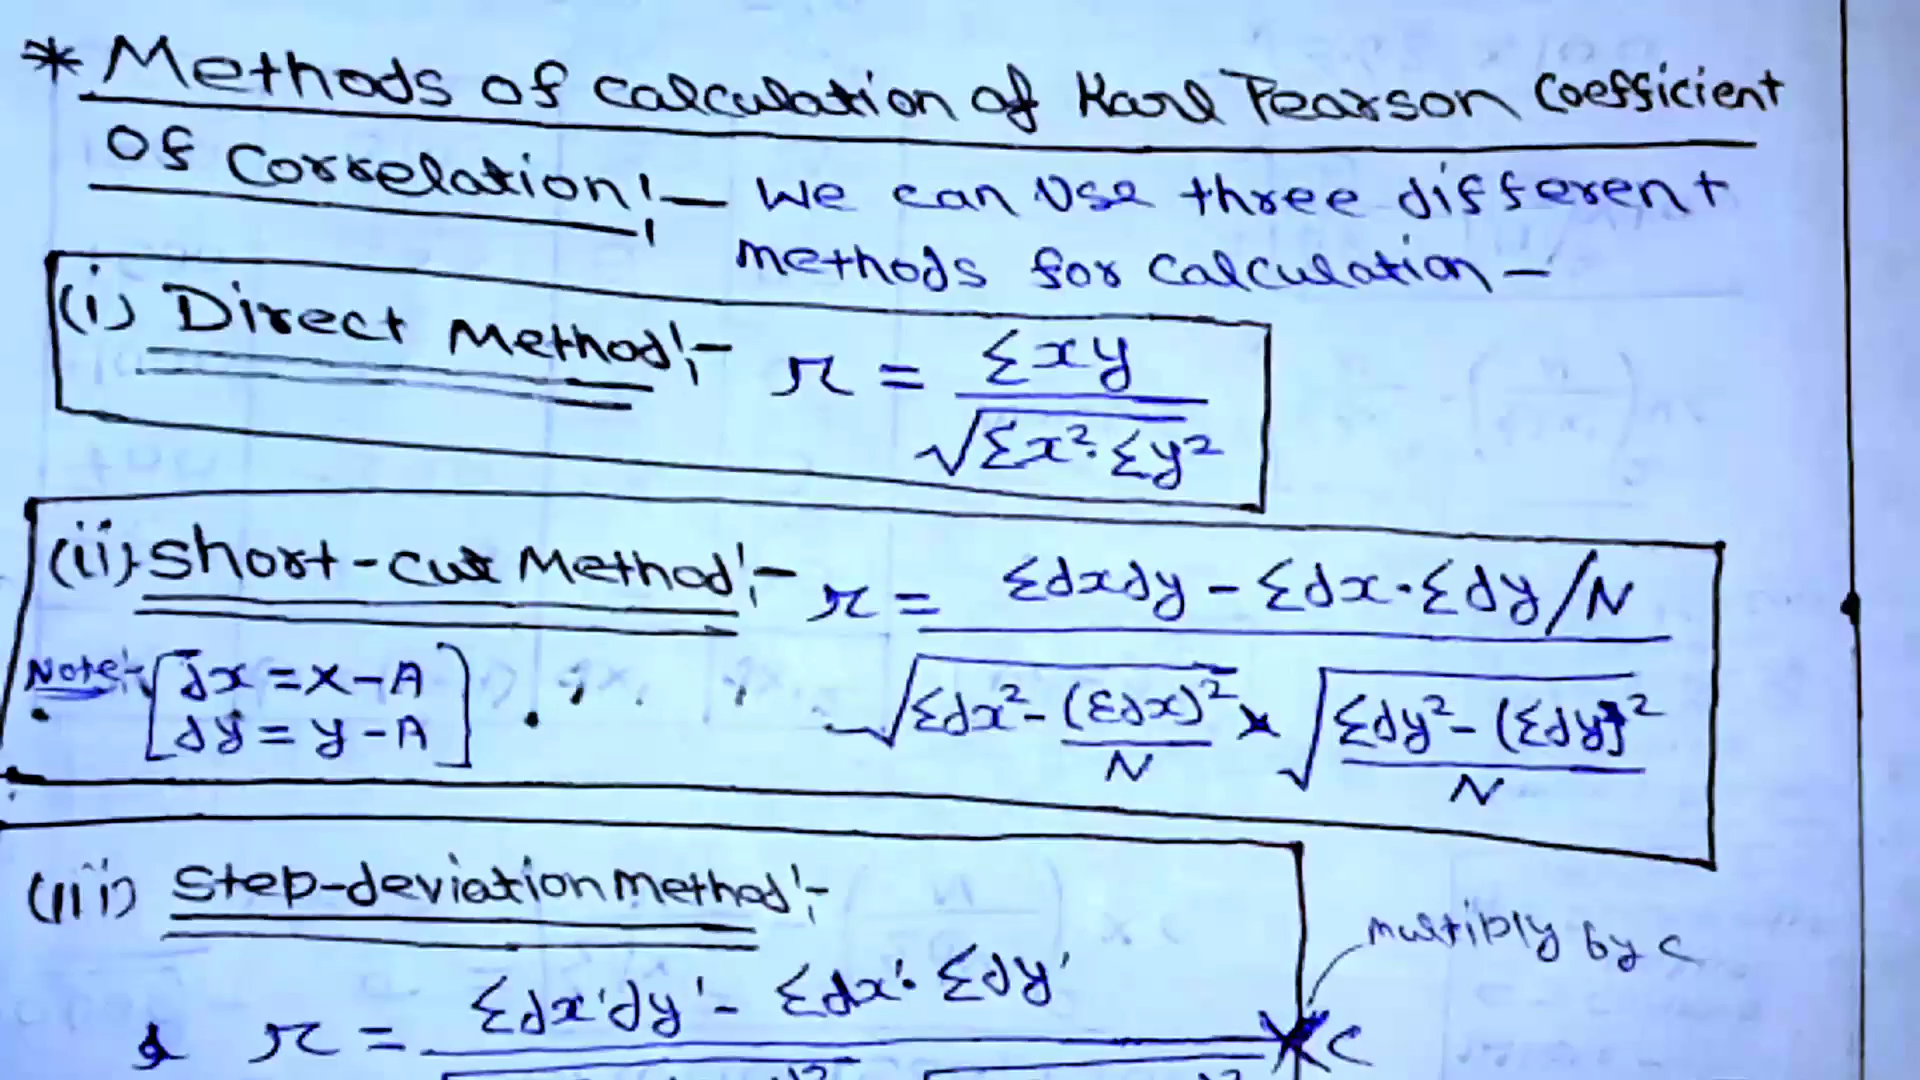 * Methods of calculation of Karl Pearson Coefficient
of Correlation:— We can use three different
methods for calculation —
(i) Direct Method:- r = Σxy / √Σx²·Σy²
(ii) Short-cut Method:- r = Σdxdy - Σdx·Σdy/N
√Σdx² - (Σdx)²/N × √Σdy² - (Σdy)²/N
Note:- [dx = x-A
dy = y-A]
(iii) Step-deviation Method:-
multiply by c
r = Σdx'dy' - Σdx'·Σdy' × C